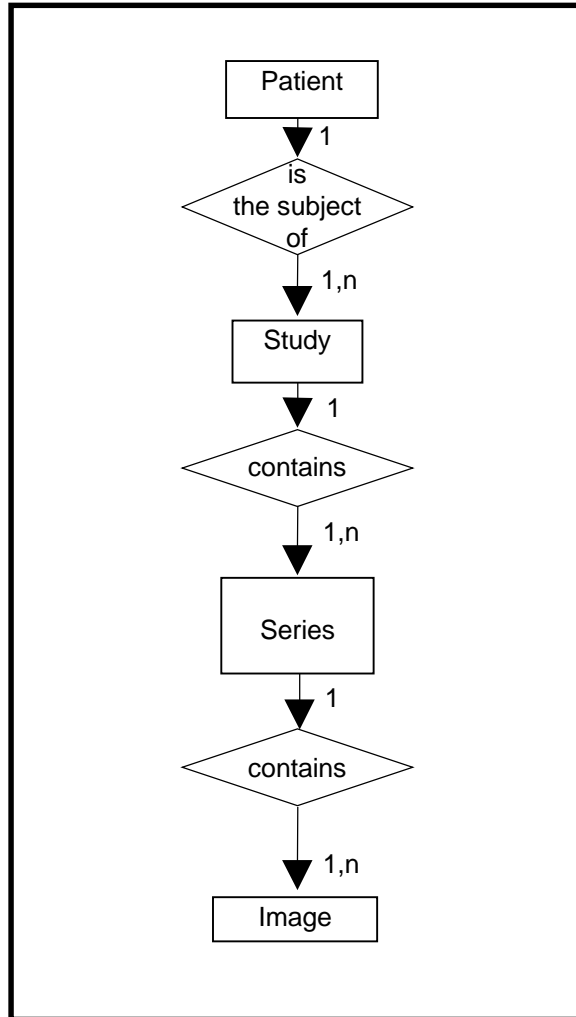 Patient
1
is
the subject
of
1,n
Study
1
contains
1,n
Series
1
contains
1,n
Image